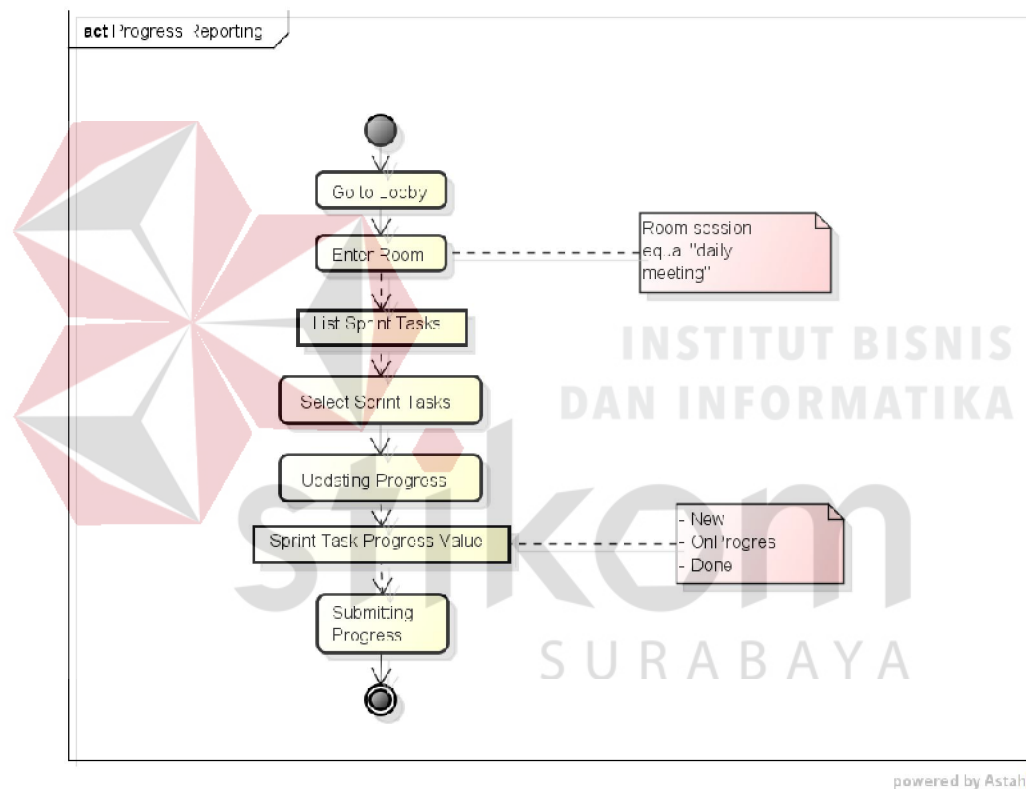 act Progress Reporting
Go to Lobby
Enter Room
Room session
equal "daily
meeting"
List Sprint Tasks
INSTITUT BISNIS
DAN INFORMATIKA
Select Sprint Tasks
Updating Progress
stikom
Sprint Task Progress Value
- New
- OnProgres
- Done
Submitting
Progress
SURABAYA
powered by Astah